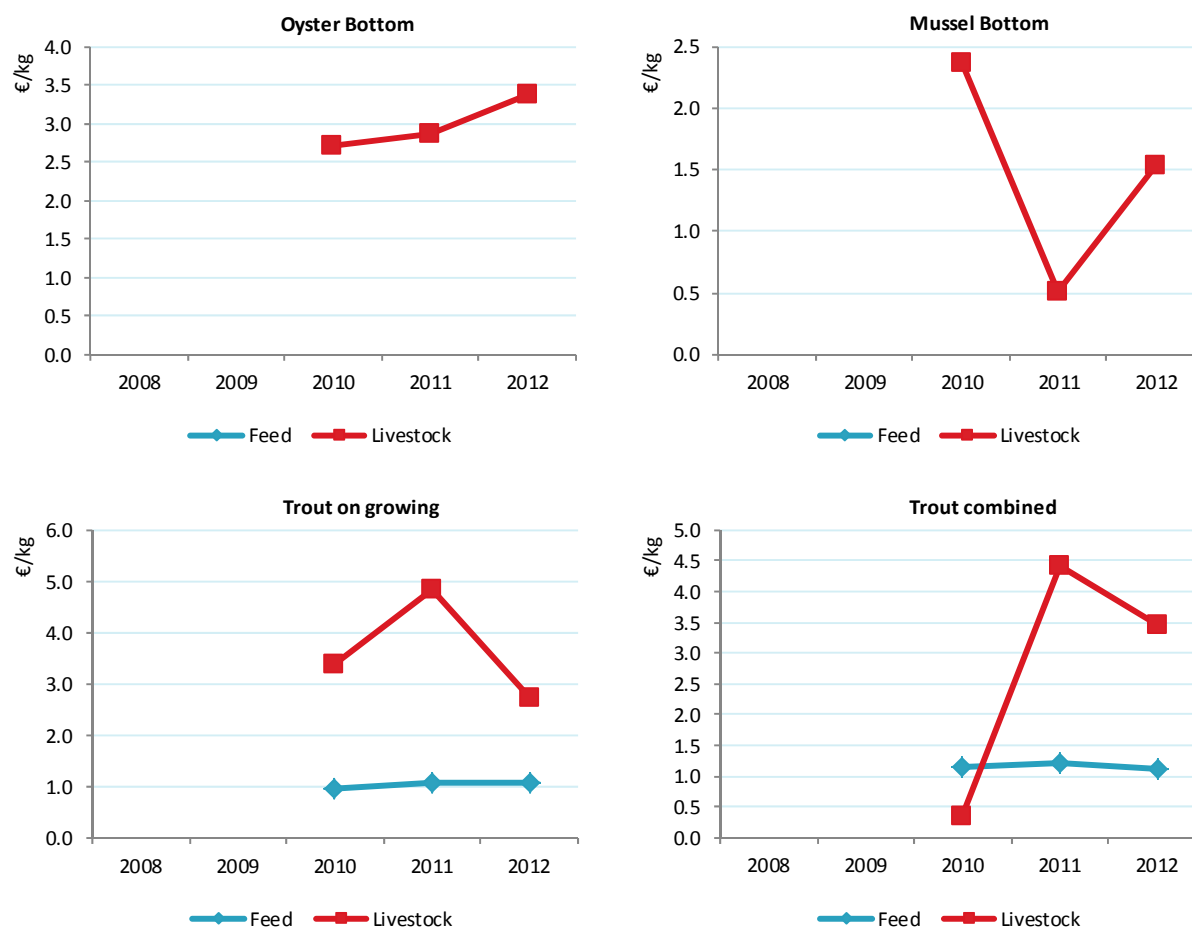 Oyster Bottom
€/kg
4.0
3.5
3.0
2.5
2.0
1.5
1.0
0.5
0.0
2008 2009 2010 2011 2012
Feed Livestock
Mussel Bottom
€/kg
2.5
2.0
1.5
1.0
0.5
0.0
2008 2009 2010 2011 2012
Feed Livestock
Trout on growing
€/kg
6.0
5.0
4.0
3.0
2.0
1.0
0.0
2008 2009 2010 2011 2012
Feed Livestock
Trout combined
€/kg
5.0
4.5
4.0
3.5
3.0
2.5
2.0
1.5
1.0
0.5
0.0
2008 2009 2010 2011 2012
Feed Livestock